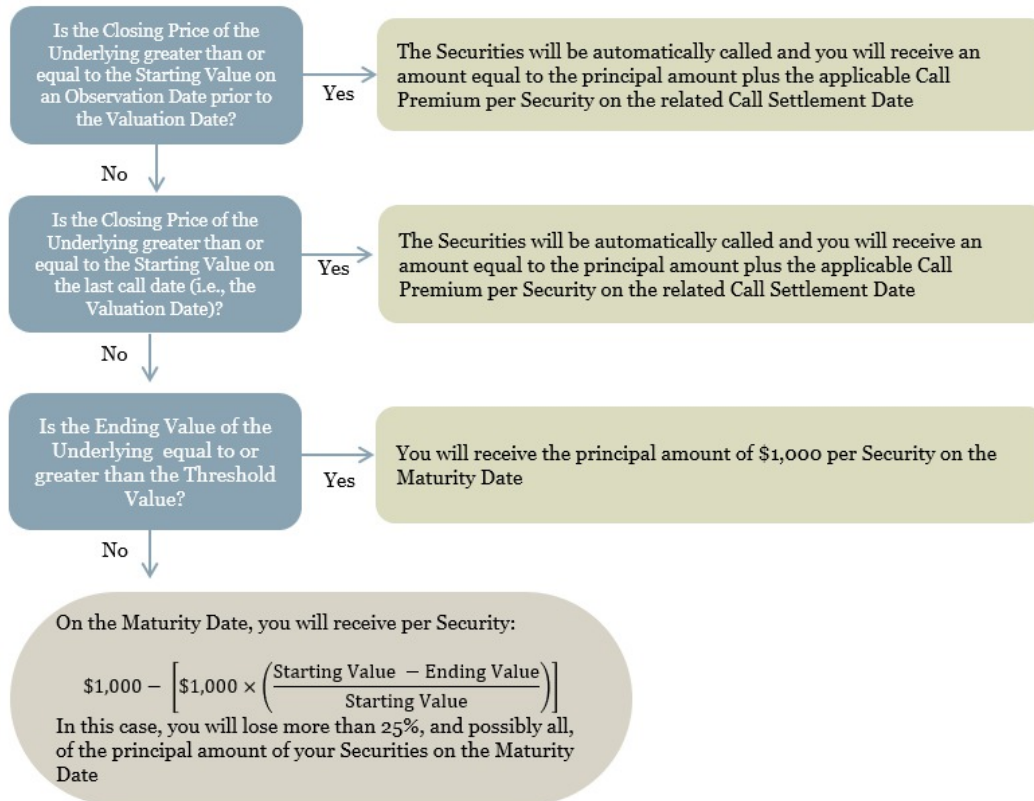 Is the Closing Price of the
Underlying greater than or
equal to the Starting Value on
an Observation Date prior to
the Valuation Date?
Yes
The Securities will be automatically called and you will receive an
amount equal to the principal amount plus the applicable Call
Premium per Security on the related Call Settlement Date
No
Is the Closing Price of the
Underlying greater than or
equal to the Starting Value on
the last call date (i.e., the
Valuation Date)?
Yes
The Securities will be automatically called and you will receive an
amount equal to the principal amount plus the applicable Call
Premium per Security on the related Call Settlement Date
No
Is the Ending Value of the
Underlying equal to or
greater than the Threshold
Value?
Yes
You will receive the principal amount of $1,000 per Security on the
Maturity Date
No
On the Maturity Date, you will receive per Security:
$1,000 − [$1,000 × (Starting Value − Ending Value / Starting Value)]
In this case, you will lose more than 25%, and possibly all,
of the principal amount of your Securities on the Maturity
Date